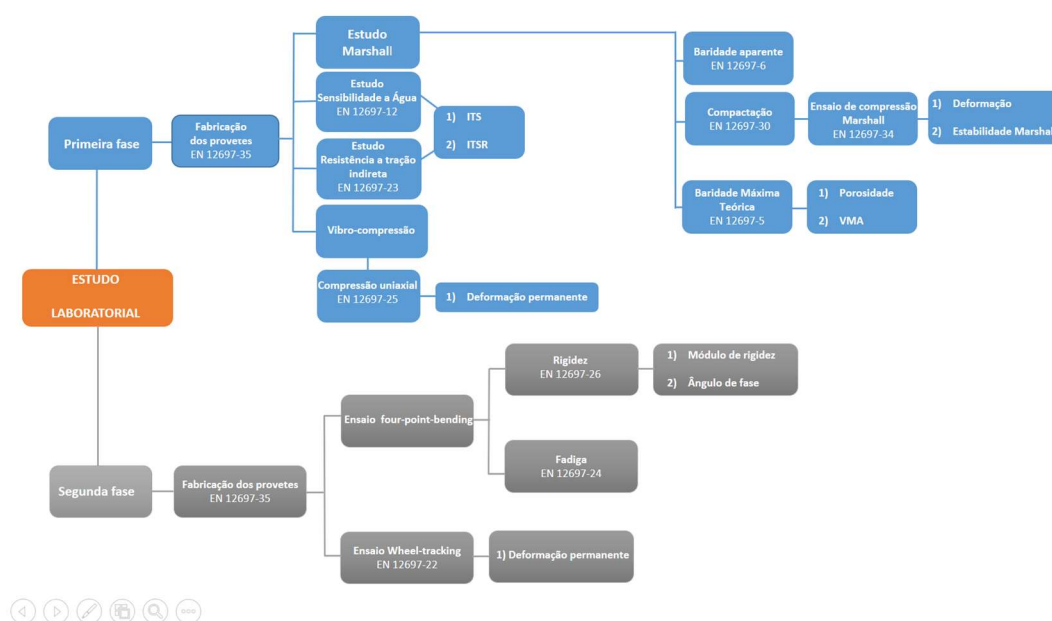 Estudo
Marshall
Estudo
Sensibilidade a Água
EN 12697-12
1) ITS
2) ITSR
Primeira fase
Fabricação
dos provetes
EN 12697-35
Estudo
Resistência a tração
indireta
EN 12697-23
Vibro-compressão
Compressão uniaxial
EN 12697-25
1) Deformação permanente
Baridade aparente
EN 12697-6
Compactação
EN 12697-30
Ensaio de compressão
Marshall
EN 12697-34
1) Deformação
2) Estabilidade Marshal
Baridade Máxima
Teórica
EN 12697-5
1) Porosidade
2) VMA
ESTUDO
LABORATORIAL
Segunda fase
Fabricação dos provetes
EN 12697-35
Ensaio four-point-bending
Rigidez
EN 12697-26
1) Módulo de rigidez
2) Ângulo de fase
Fadiga
EN 12697-24
Ensaio Wheel-tracking
EN 12697-22
1) Deformação permanente